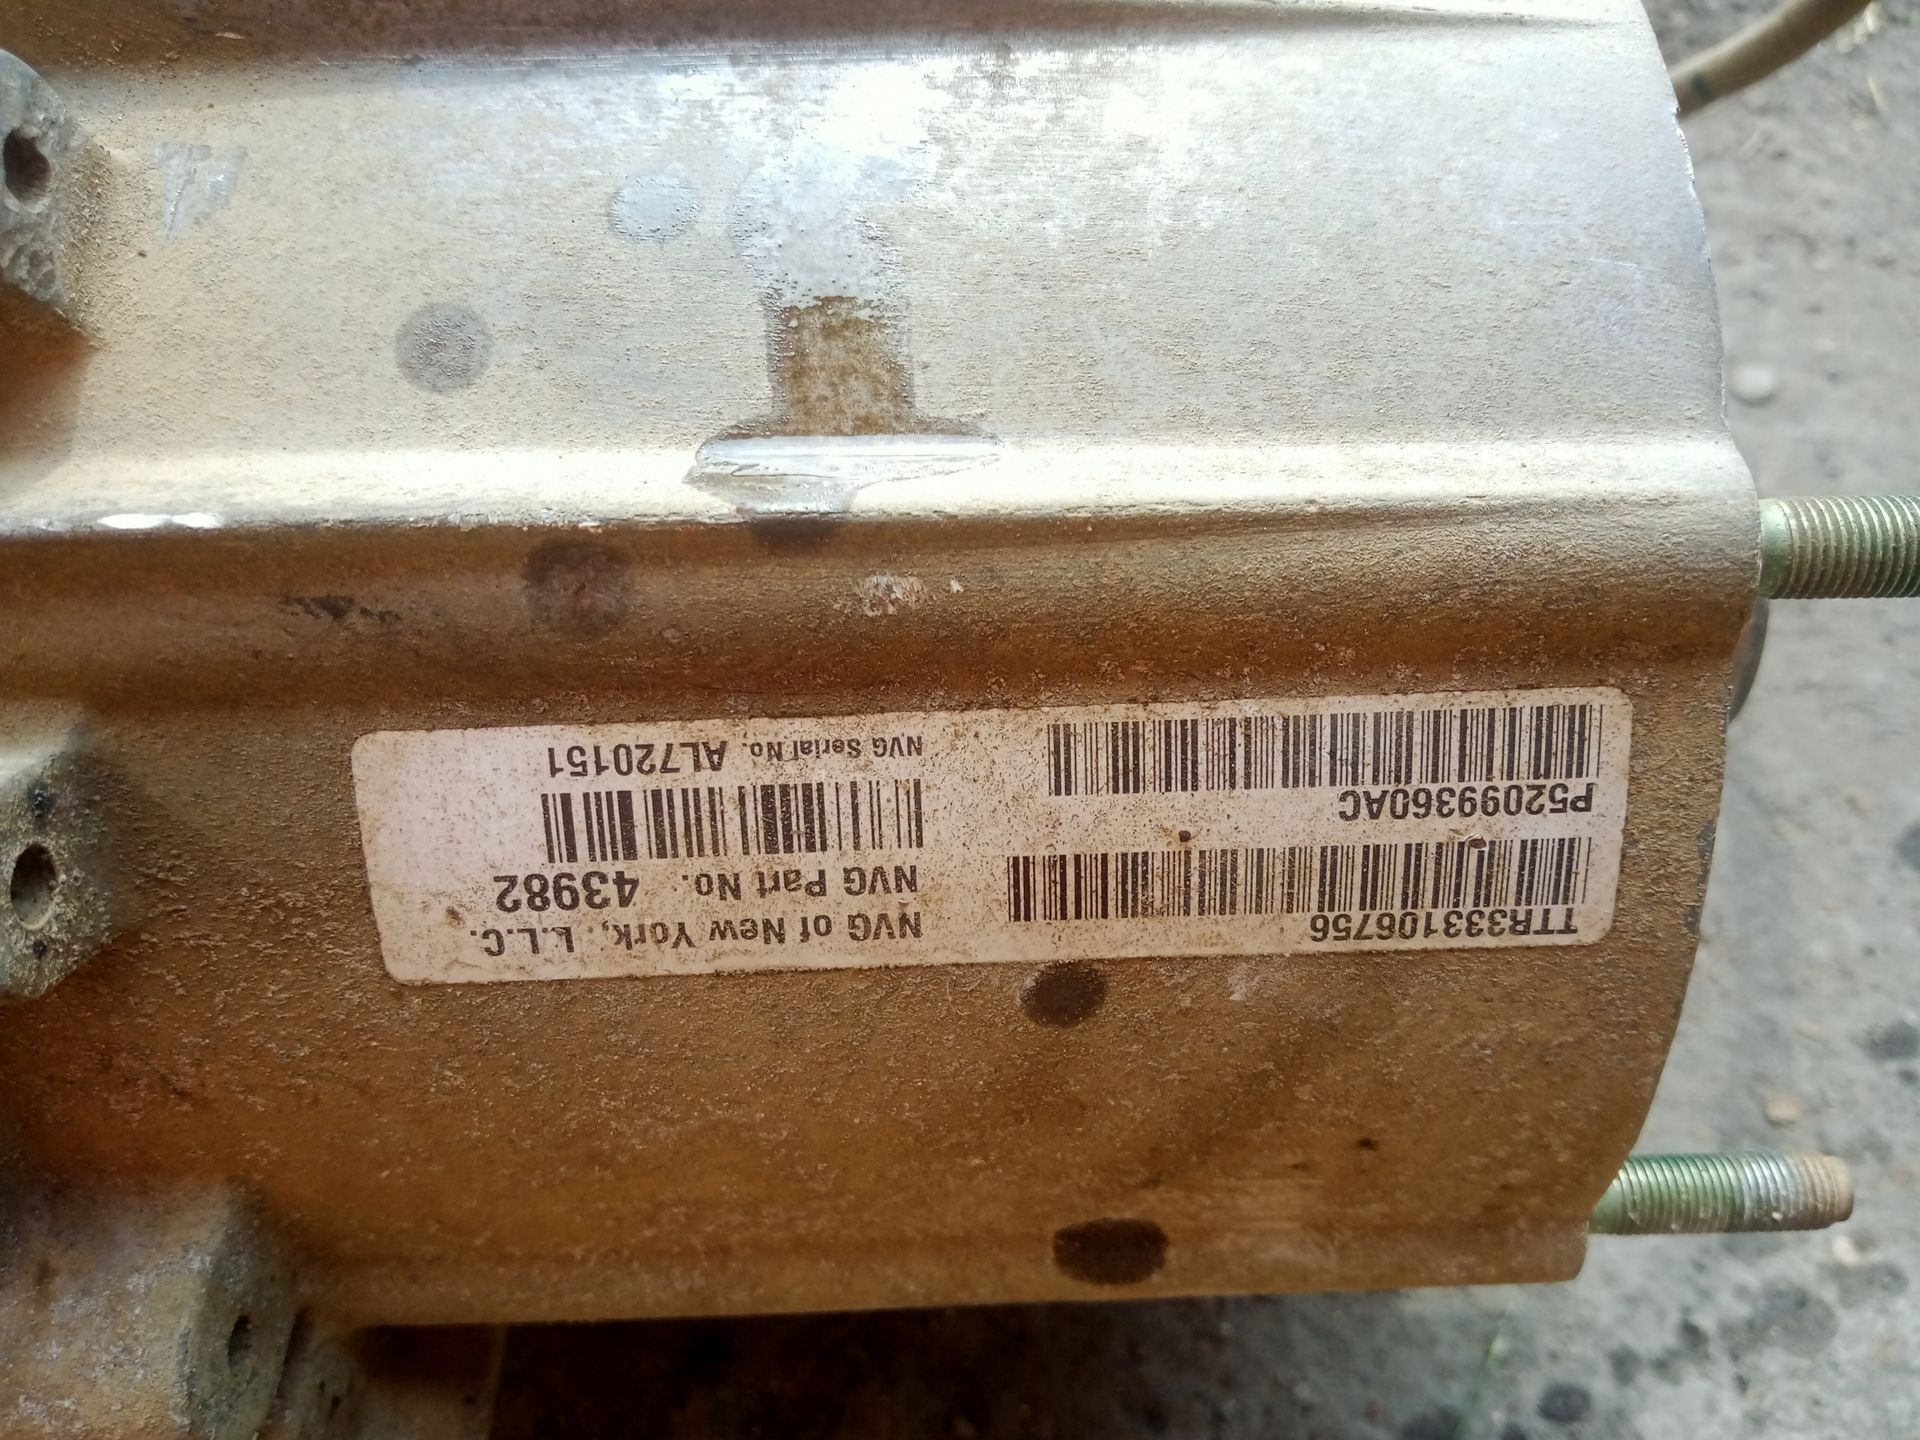 TTR333106756
P52099360AC
NVG of New York, L.L.C.
NVG Part No. 43982
NVG Serial No. AL720151